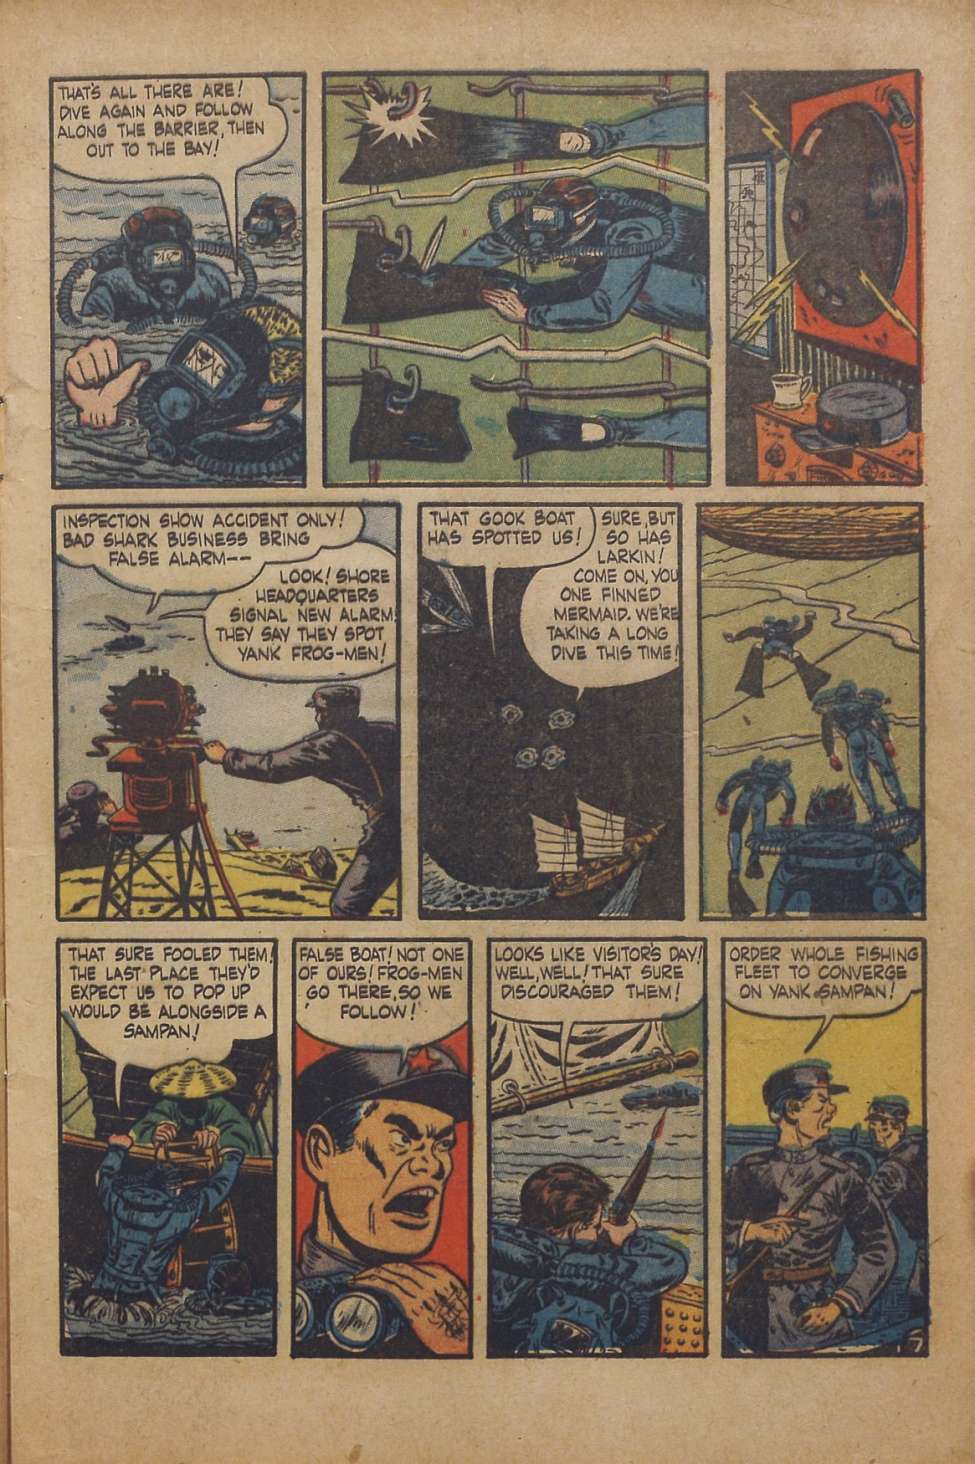 THAT'S ALL THERE ARE!
DIVE AGAIN AND FOLLOW
ALONG THE BARRIER, THEN
OUT TO THE BAY!
INSPECTION SHOW ACCIDENT ONLY!
BAD SHARK BUSINESS BRING
FALSE ALARM--
LOOK! SHORE
HEADQUARTERS
SIGNAL NEW ALARM.
THEY SAY THEY SPOT
YANK FROG-MEN!
THAT GOOK BOAT
HAS SPOTTED US!
SURE, BUT
SO HAS
LARKIN!
COME ON, YOU
ONE FINNED
MERMAID. WE'RE
TAKING A LONG
DIVE THIS TIME!
THAT SURE FOOLED THEM!
THE LAST PLACE THEY'D
EXPECT US TO POP UP
WOULD BE ALONGSIDE A
SAMPAN!
FALSE BOAT! NOT ONE
OF OURS! FROG-MEN
GO THERE, SO WE
FOLLOW!
LOOKS LIKE VISITOR'S DAY!
WELL, WELL! THAT SURE
DISCOURAGED THEM!
ORDER WHOLE FISHING
FLEET TO CONVERGE
ON YANK SAMPAN!
7